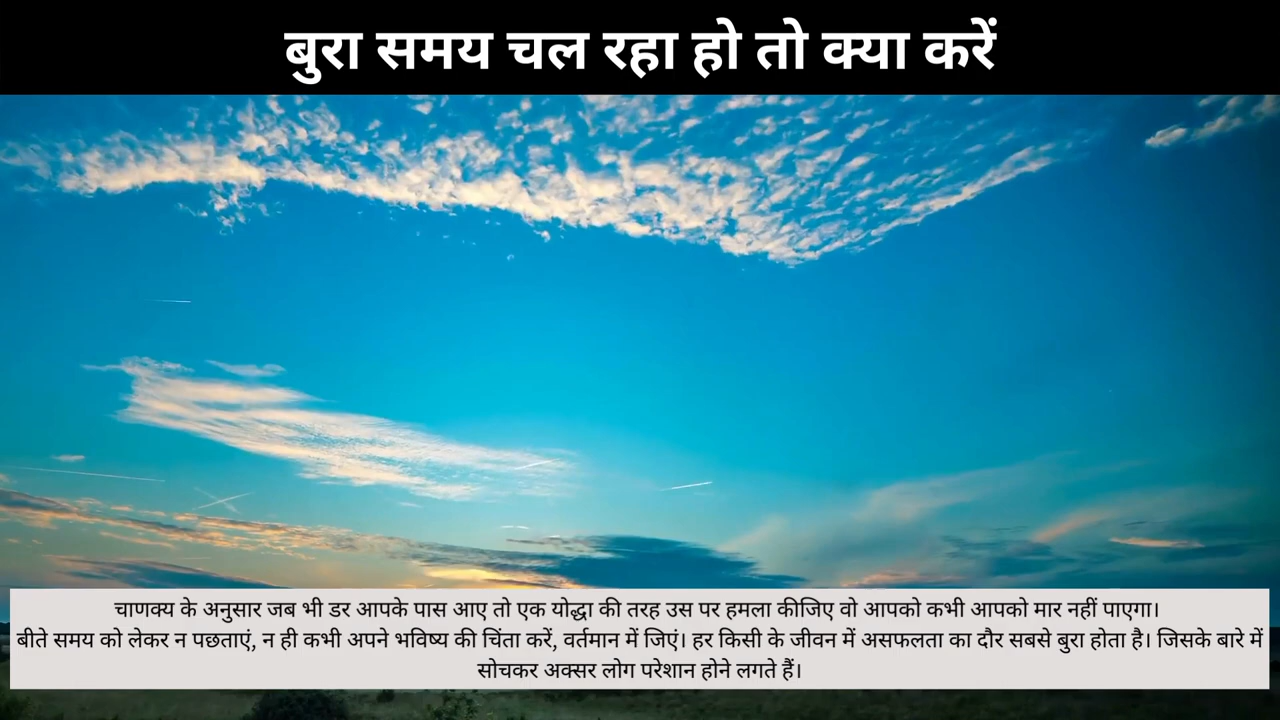 बुरा समय चल रहा हो तो क्या करें
चाणक्य के अनुसार जब भी डर आपके पास आए तो एक योद्धा की तरह उस पर हमला कीजिए वो आपको कभी आपको मार नहीं पाएगा।
बीते समय को लेकर न पछताएं, न ही कभी अपने भविष्य की चिंता करें, वर्तमान में जिएं। हर किसी के जीवन में असफलता का दौर सबसे बुरा होता है। जिसके बारे में
सोचकर अक्सर लोग परेशान होने लगते हैं।